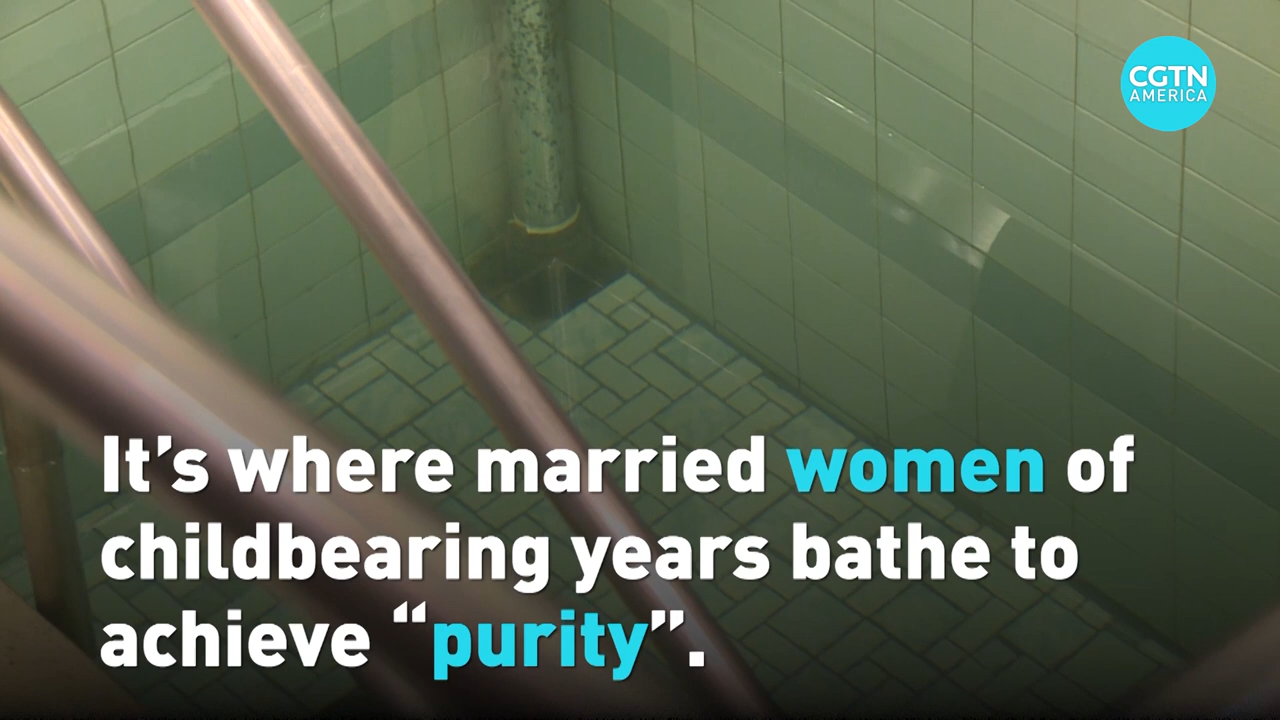 CGTN
AMERICA
It’s where married women of
childbearing years bathe to
achieve “purity”.